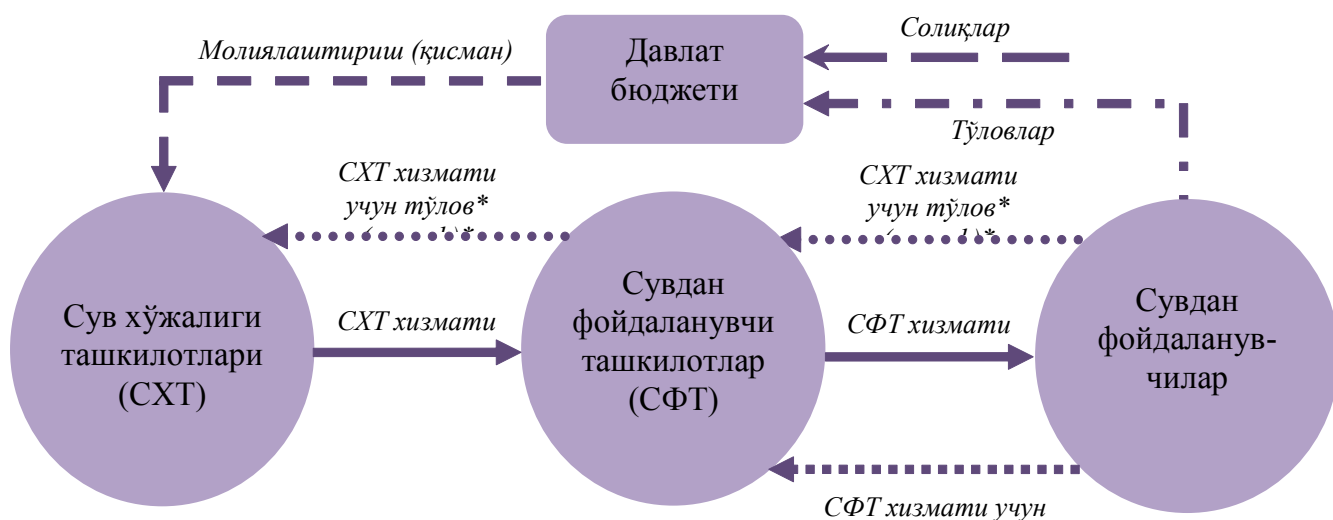 Молиялаштириш (қисман)
Давлат
бюджети
Солиқлар
Тўловлар
СХТ хизмати
учун тўлов*
СХТ хизмати
учун тўлов*
Сув хўжалиги
ташкилотлари
(СХТ)
СХТ хизмати
Сувдан
фойдаланувчи
ташкилотлар
(СФТ)
СФТ хизмати
Сувдан
фойдаланув-
чилар
СФТ хизмати учун